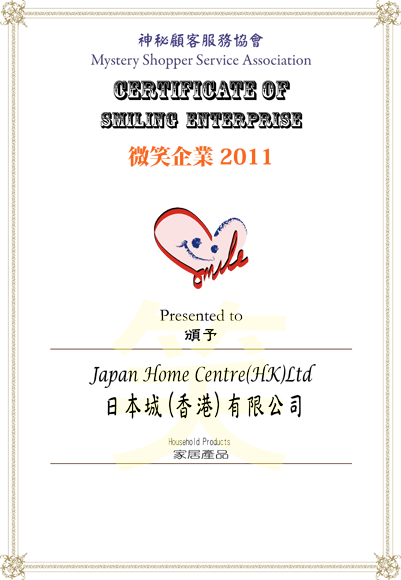 神秘顧客服務協會
Mystery Shopper Service Association
CERTIFICATE OF
SMILING ENTERPRISE
微笑企業 2011
Smile
笑
Presented to
頒予
Japan Home Centre(HK)Ltd
日本城(香港)有限公司
Household Products
家居產品